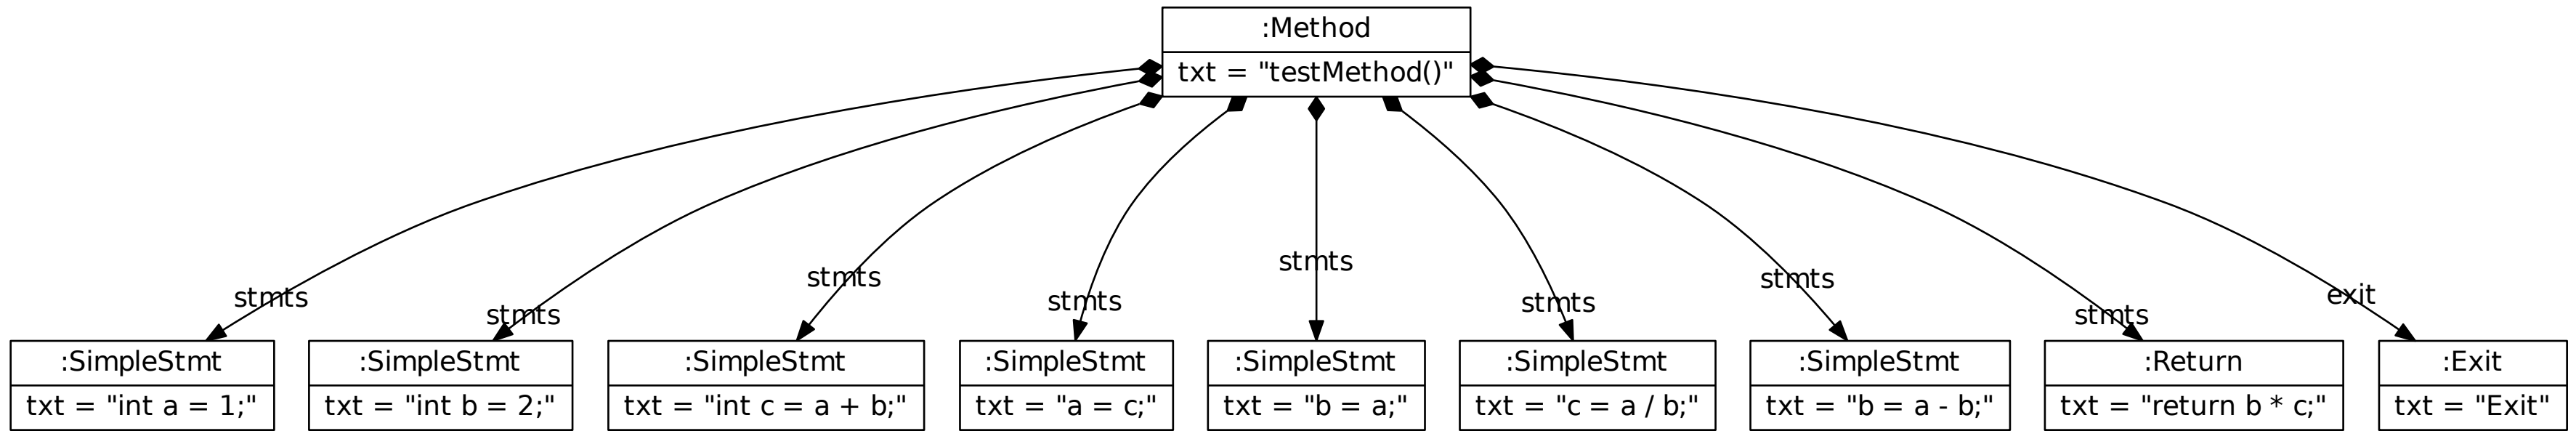 :Method
txt = "testMethod()"
stmts
stmts
stmts
stmts
stmts
stmts
stmts
stmts
exit
:SimpleStmt
txt = "int a = 1;"
:SimpleStmt
txt = "int b = 2;"
:SimpleStmt
txt = "int c = a + b;"
:SimpleStmt
txt = "a = c;"
:SimpleStmt
txt = "b = a;"
:SimpleStmt
txt = "c = a / b;"
:SimpleStmt
txt = "b = a - b;"
:Return
txt = "return b * c;"
:Exit
txt = "Exit"